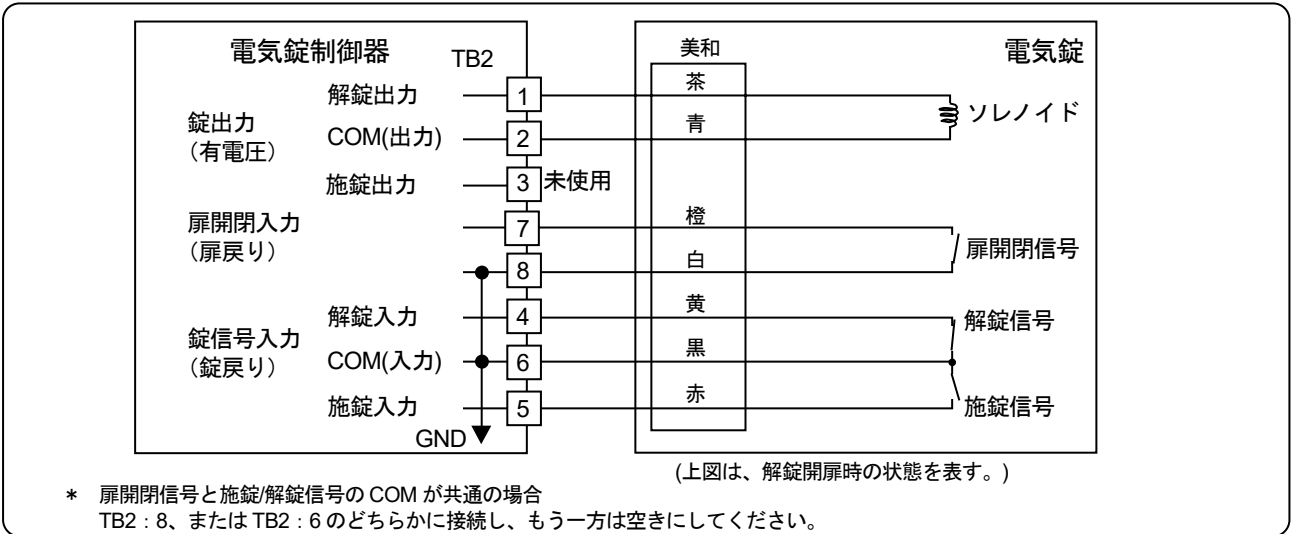 電気錠制御器
TB2
美和
電気錠
解錠出力
1
茶
錠出力
(有電圧)
ソレノイド
COM(出力)
2
青
施錠出力
3
未使用
扉開閉入力
(扉戻り)
7
橙
扉開閉信号
8
白
解錠入力
4
黄
解錠信号
錠信号入力
(錠戻り)
COM(入力)
6
黒
施錠入力
5
赤
施錠信号
GND
(上図は、解錠開扉時の状態を表す。)
* 扉開閉信号と施錠/解錠信号の COM が共通の場合
TB2：8、または TB2：6 のどちらかに接続し、もう一方は空きにしてください。